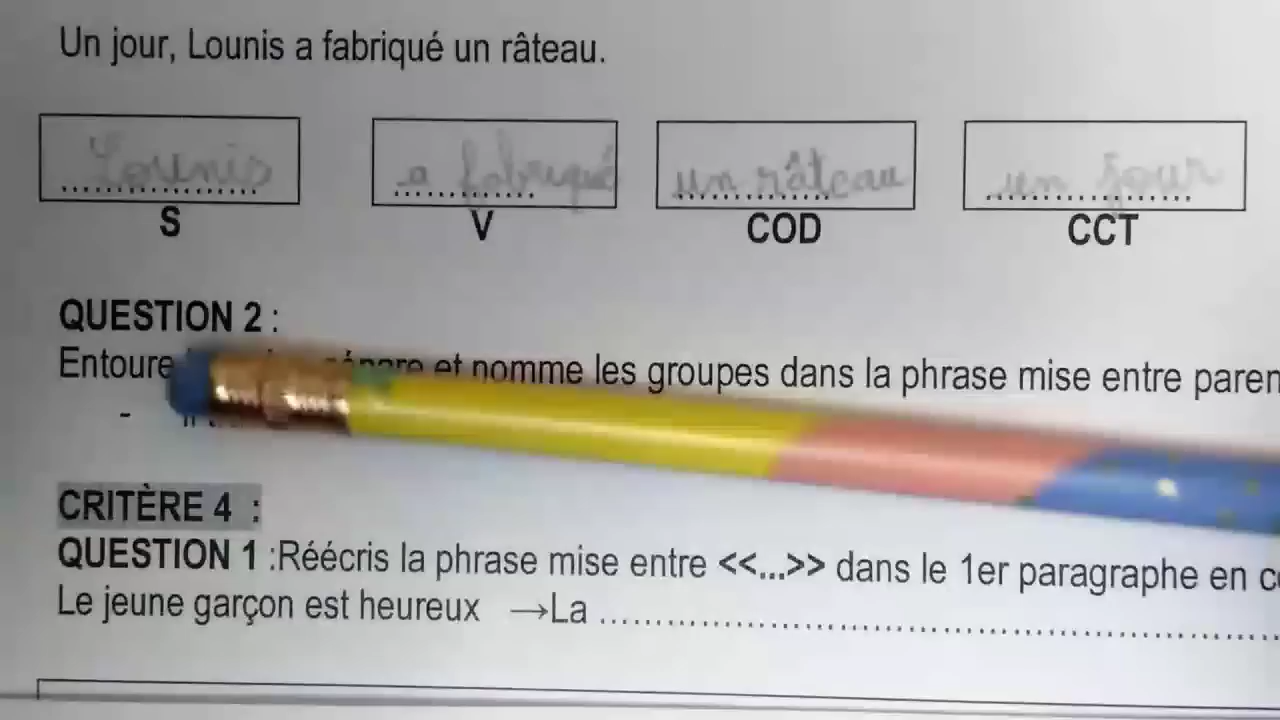 Un jour, Lounis a fabriqué un râteau.
Lounis a fabriqué un râteau un jour
S V COD CCT
QUESTION 2 :
Entoure et nomme les groupes dans la phrase mise entre paren
-
CRITÈRE 4 :
QUESTION 1 :Réécris la phrase mise entre <<...>> dans le 1er paragraphe en c
Le jeune garçon est heureux →La ..........................................................